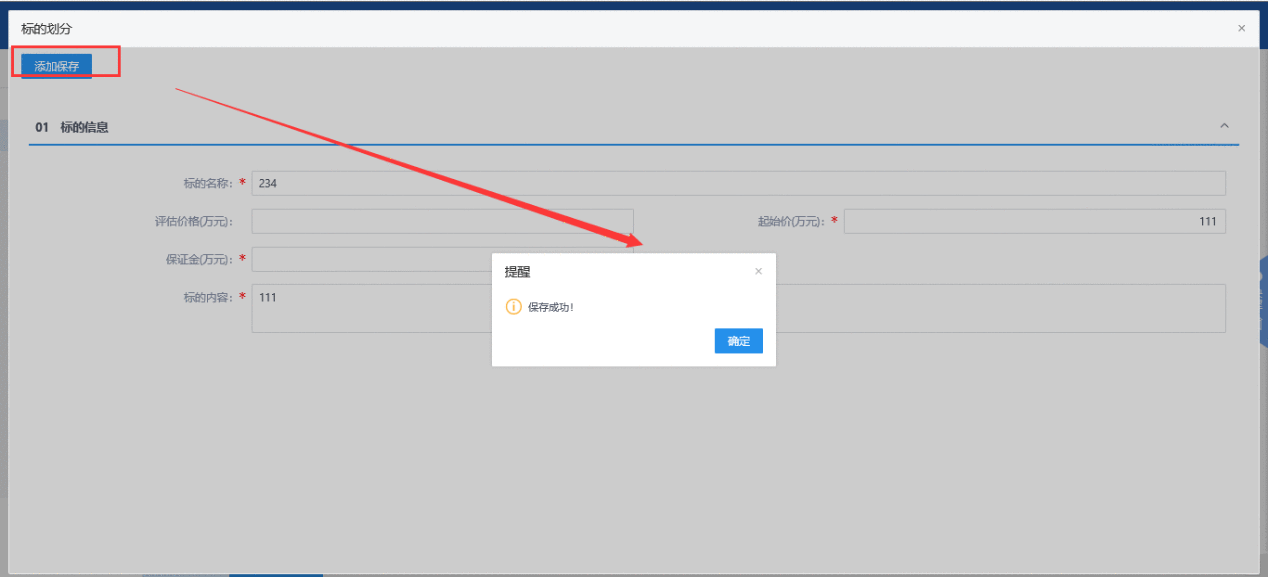 标的划分
添加保存
01 标的信息
标的名称: * 234
评估价格(万元): 起始价(万元): * 111
保证金(万元): *
标的内容: * 111
提醒
保存成功!
确定